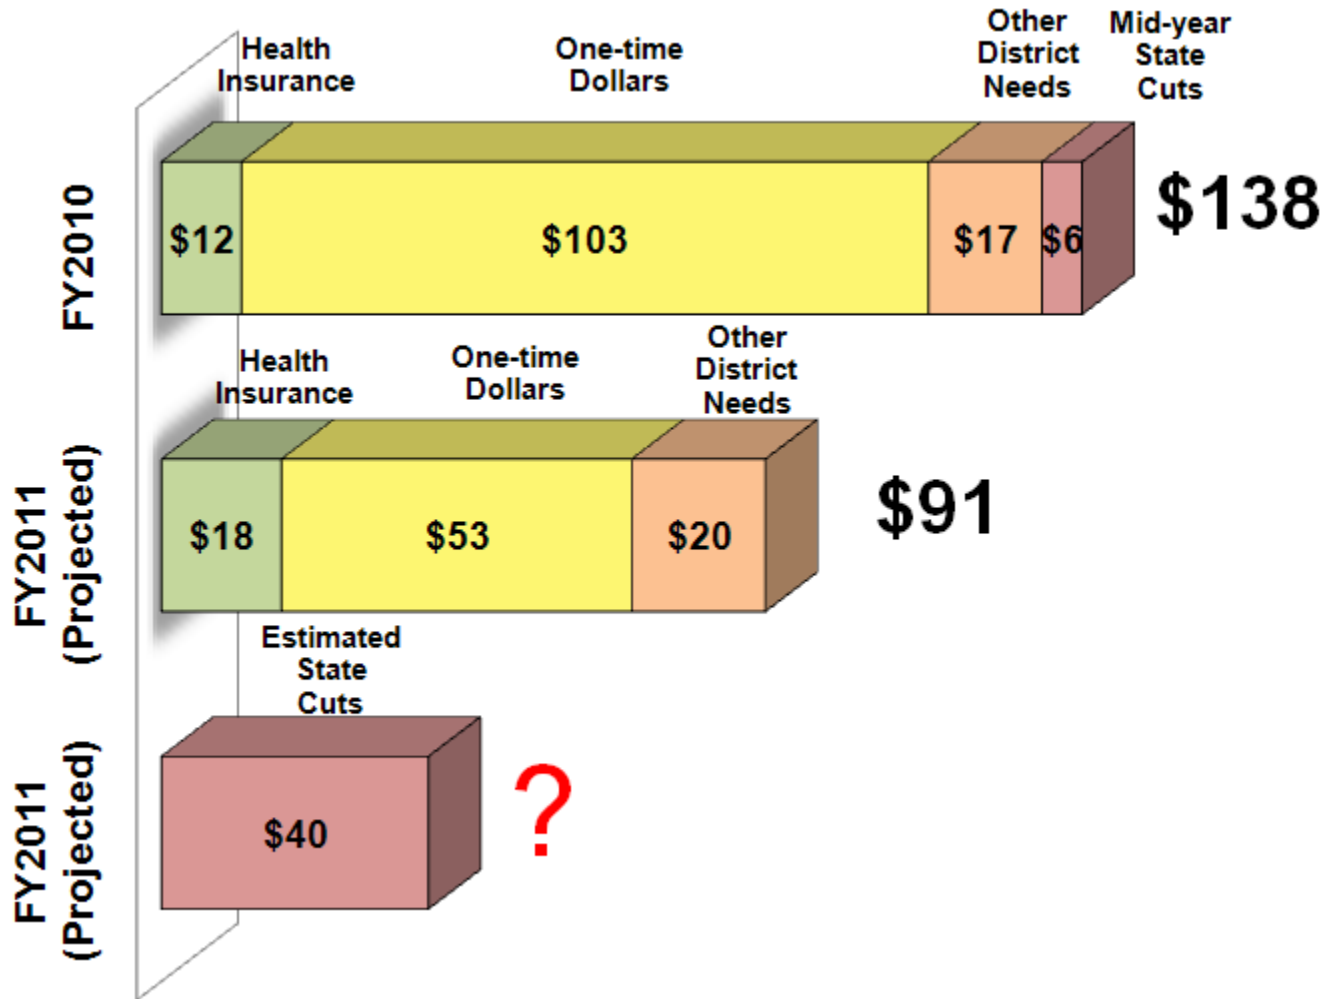 Health
Insurance
One-time
Dollars
Other
District
Needs
Mid-year
State
Cuts
FY2010
$12
$103
$17
$6
$138
Health
Insurance
One-time
Dollars
Other
District
Needs
FY2011
(Projected)
$18
$53
$20
$91
Estimated
State
Cuts
FY2011
(Projected)
$40
?